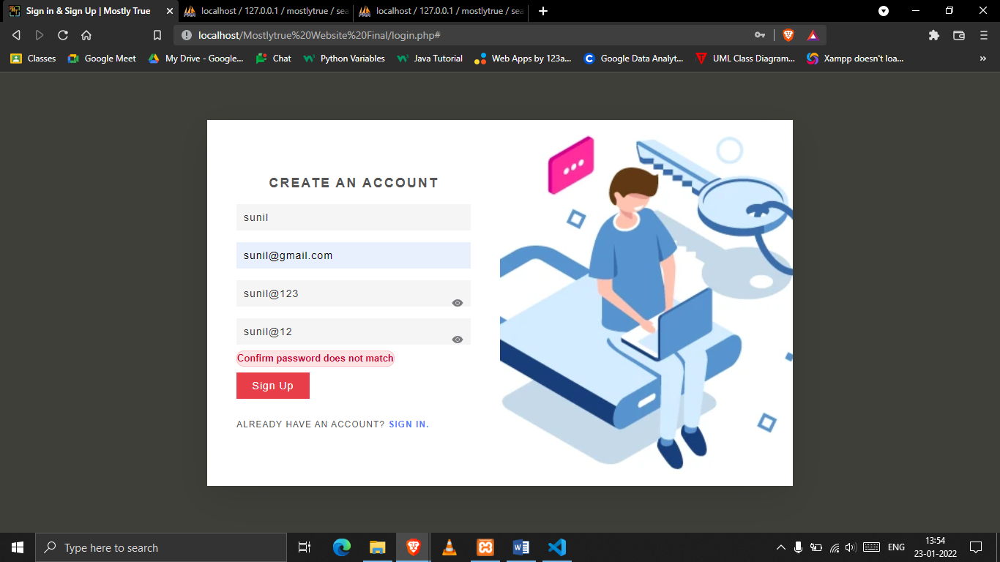 Sign in & Sign Up | Mostly True
localhost / 127.0.0.1 / mostlytrue / sea
localhost / 127.0.0.1 / mostlytrue / sea
localhost/Mostlytrue%20Website%20Final/login.php#
Classes
Google Meet
My Drive - Google...
Chat
Python Variables
Java Tutorial
Web Apps by 123a...
Google Data Analyt...
UML Class Diagram...
Xampp doesn't loa...
»
CREATE AN ACCOUNT
sunil
sunil@gmail.com
sunil@123
sunil@12
Confirm password does not match
Sign Up
ALREADY HAVE AN ACCOUNT? SIGN IN.
Type here to search
ENG
13:54
23-01-2022